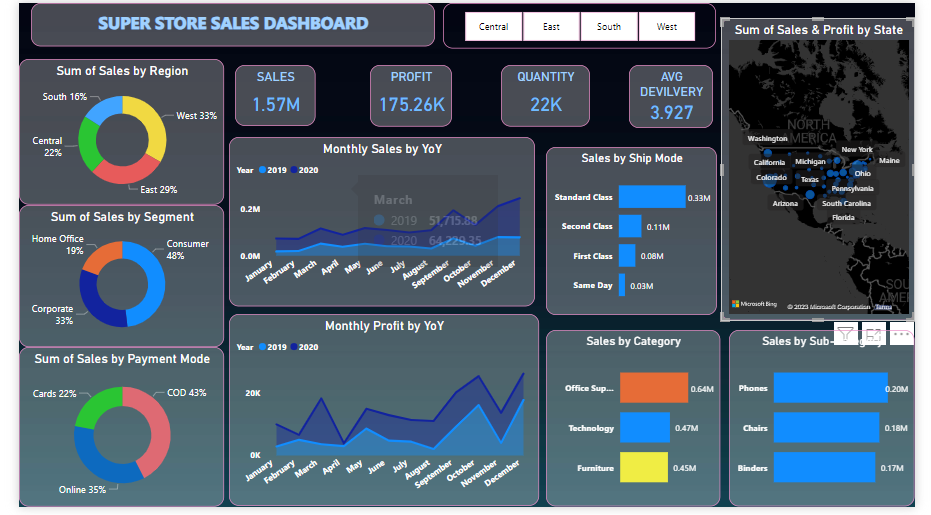 SUPER STORE SALES DASHBOARD
Central
East
South
West
Sum of Sales & Profit by State
NORTH
AMERICA
Washington
New York
California
Michigan
Maine
Colorado
Texas
Ohio
Pennsylvania
Arizona
South Carolina
Florida
SOU
AMERI
Microsoft Bing
© 2023 Microsoft Corporation
Terms
Sum of Sales by Region
South 16%
West 33%
Central
22%
East 29%
SALES
1.57M
PROFIT
175.26K
QUANTITY
22K
AVG
DEVILVERY
3.927
Monthly Sales by YoY
Year 2019 2020
0.2M
0.0M
March
2019 51,715.88
2020 64,229.35
January
February
March
April
May
June
July
August
September
October
November
December
Sales by Ship Mode
Standard Class 0.33M
Second Class 0.11M
First Class 0.08M
Same Day 0.03M
Sum of Sales by Segment
Home Office
19%
Consumer
48%
Corporate
33%
Monthly Profit by YoY
Year 2019 2020
20K
0K
January
February
March
April
May
June
July
August
September
October
November
December
Sales by Category
Office Sup... 0.64M
Technology 0.47M
Furniture 0.45M
Sales by Sub-Category
Phones 0.20M
Chairs 0.18M
Binders 0.17M
Sum of Sales by Payment Mode
Cards 22%
COD 43%
Online 35%